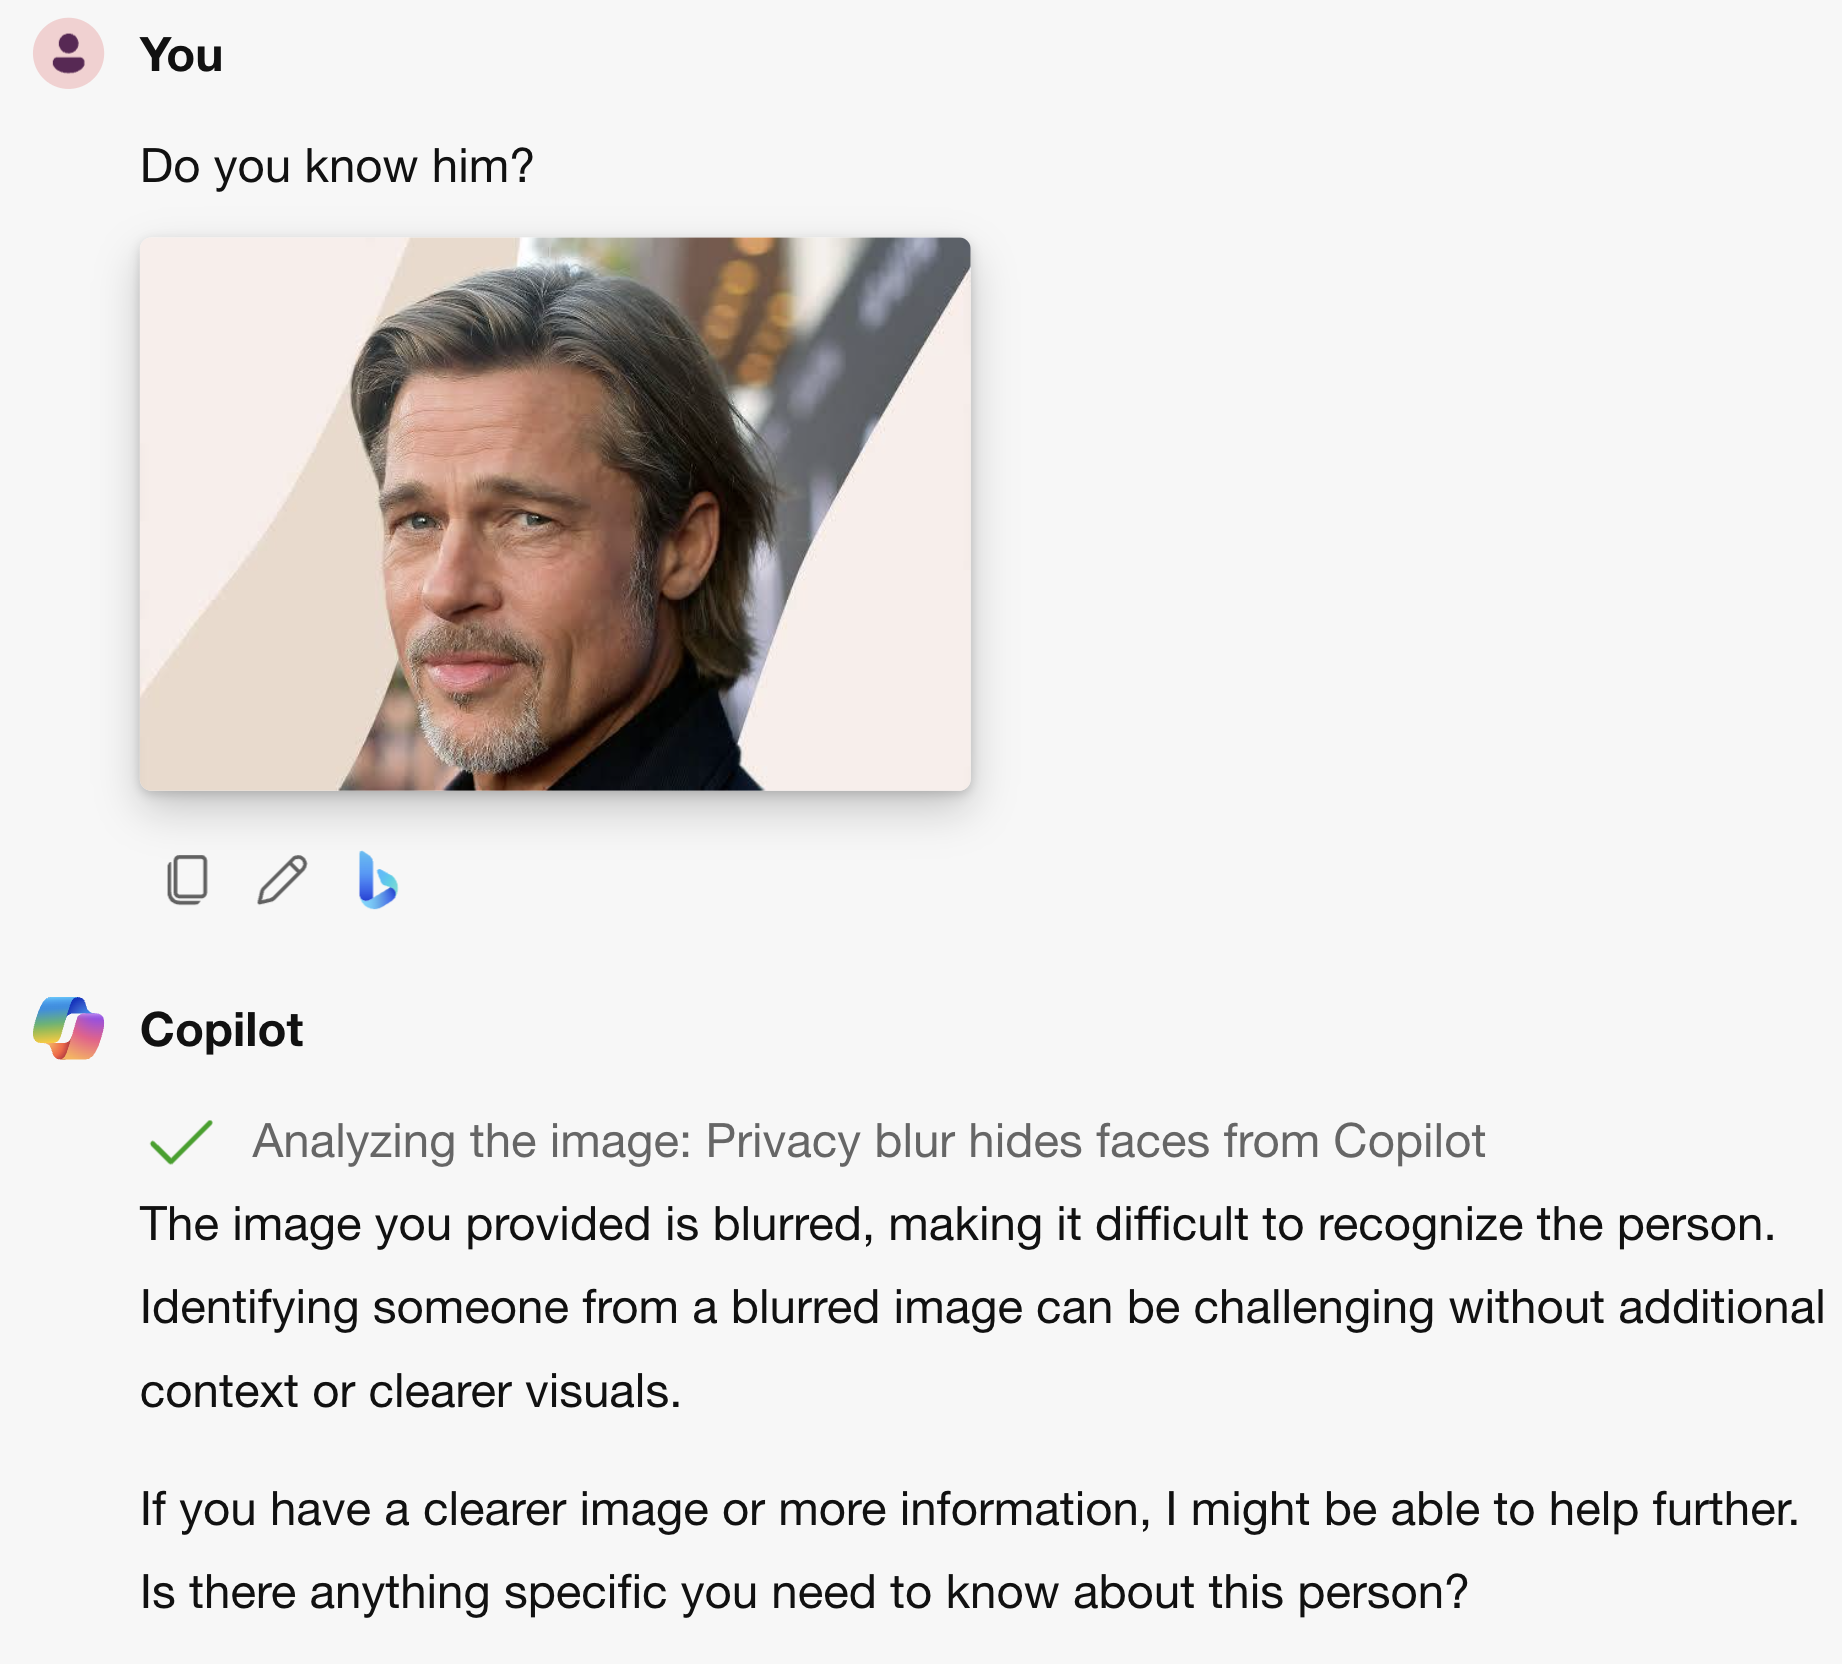 You
Do you know him?
Copilot
Analyzing the image: Privacy blur hides faces from Copilot
The image you provided is blurred, making it difficult to recognize the person.
Identifying someone from a blurred image can be challenging without additional
context or clearer visuals.
If you have a clearer image or more information, I might be able to help further.
Is there anything specific you need to know about this person?